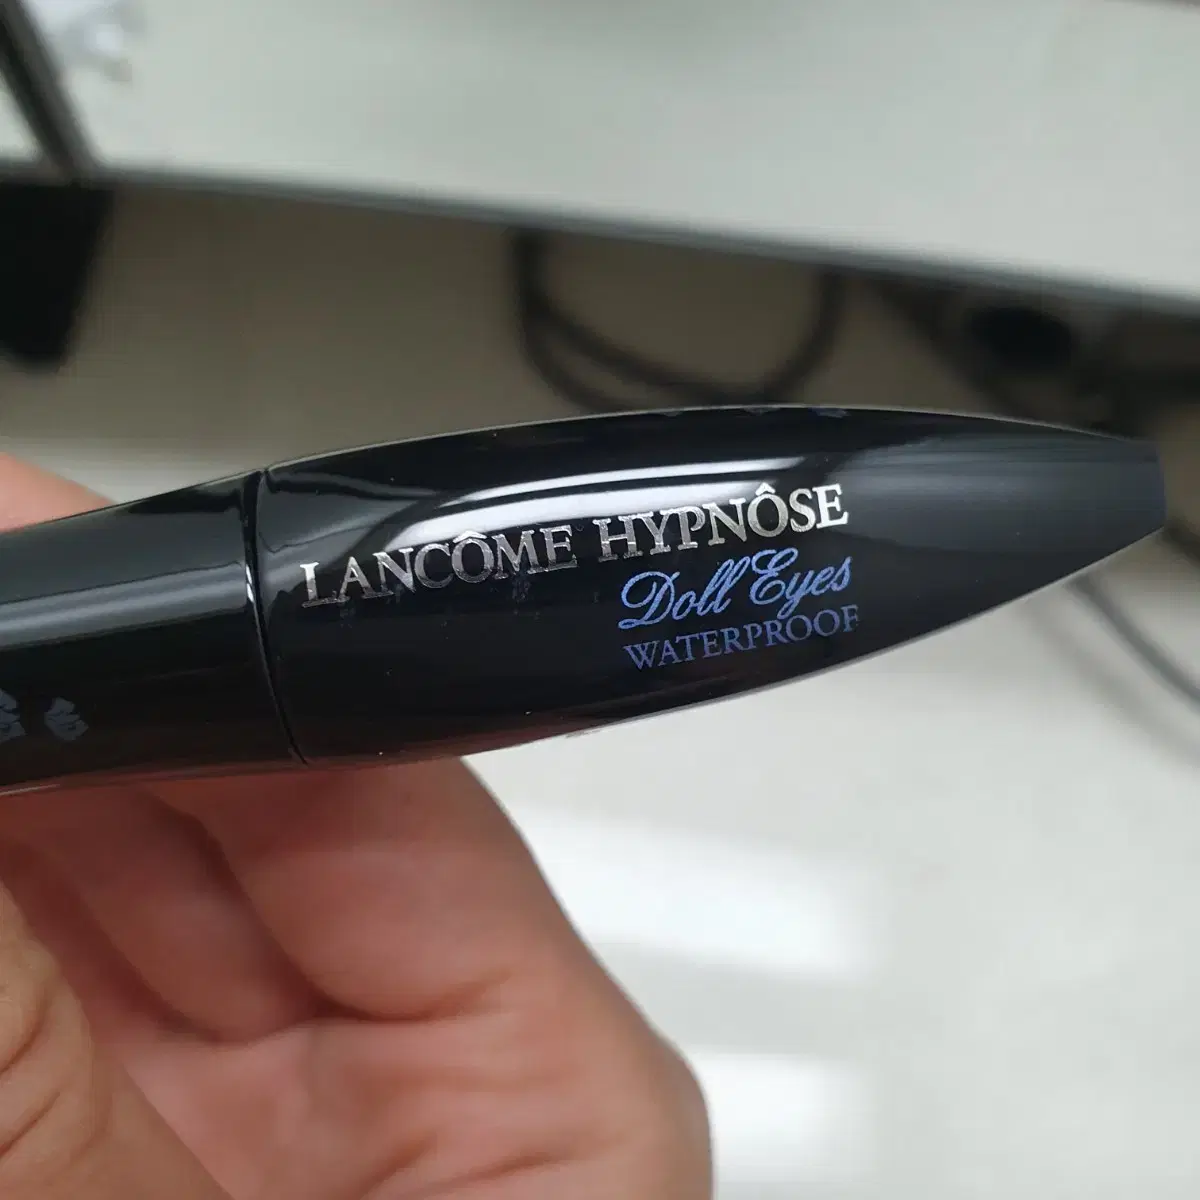 LANCÔME HYPNÔSE
Doll Eyes
WATERPROOF